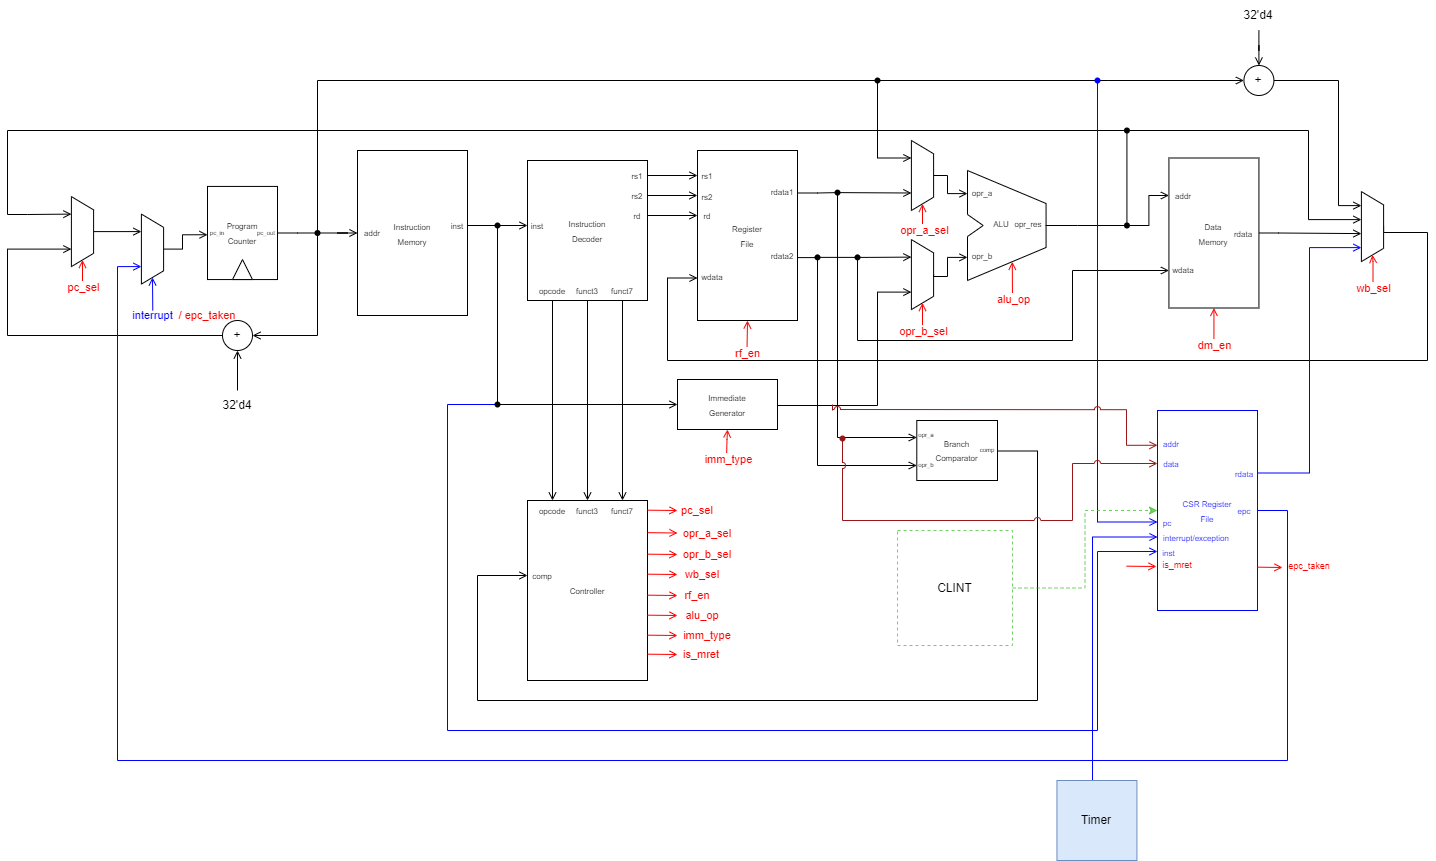 32'd4
+
rs1
rs2
rd
inst
Instruction
Decoder
opcode funct3 funct7
rs1
rs2
rd
wdata
rdata1
rdata2
Register
File
rf_en
opr_a_sel
opr_b_sel
opr_a
opr_b
ALU opr_res
alu_op
addr
wdata
Data
Memory
rdata
dm_en
wb_sel
pc_sel
interrupt / epc_taken
pc_in
Program
Counter
pc_out
addr
Instruction
Memory
inst
+
32'd4
Immediate
Generator
imm_type
opr_a
opr_b
Branch
Comparator
comp
opcode funct3 funct7
comp
Controller
pc_sel
opr_a_sel
opr_b_sel
wb_sel
rf_en
alu_op
imm_type
is_mret
CLINT
addr
data
rdata
CSR Register
File
epc
pc
interrupt/exception
inst
is_mret
epc_taken
Timer